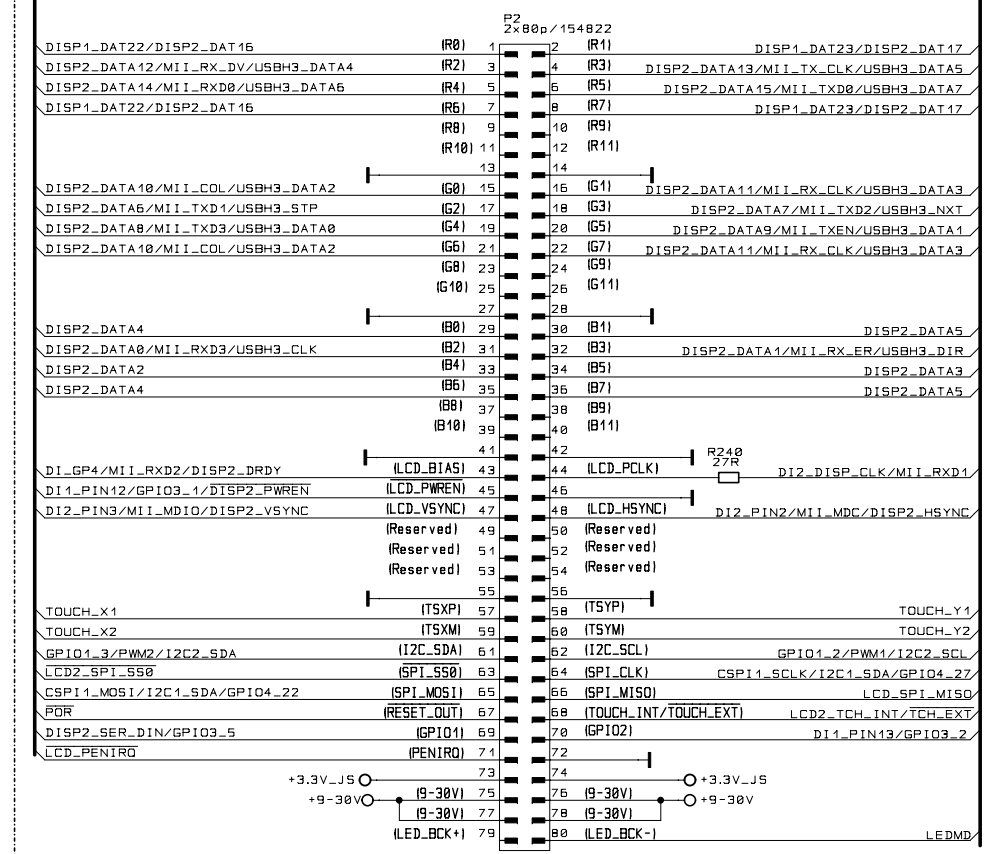 P2
2x80p/154822
DISP1_DAT22/DISP2_DAT16 (R0) 1 2 (R1) DISP1_DAT23/DISP2_DAT17
DISP2_DATA12/MII_RX_DV/USBH3_DATA4 (R2) 3 4 (R3) DISP2_DATA13/MII_TX_CLK/USBH3_DATA5
DISP2_DATA14/MII_RXD0/USBH3_DATA6 (R4) 5 6 (R5) DISP2_DATA15/MII_TXD0/USBH3_DATA7
DISP1_DAT22/DISP2_DAT16 (R6) 7 8 (R7) DISP1_DAT23/DISP2_DAT17
(R8) 9 10 (R9)
(R10) 11 12 (R11)
13 14
DISP2_DATA10/MII_COL/USBH3_DATA2 (G0) 15 16 (G1) DISP2_DATA11/MII_RX_CLK/USBH3_DATA3
DISP2_DATA6/MII_TXD1/USBH3_STP (G2) 17 18 (G3) DISP2_DATA7/MII_TXD2/USBH3_NXT
DISP2_DATA8/MII_TXD3/USBH3_DATA0 (G4) 19 20 (G5) DISP2_DATA9/MII_TXEN/USBH3_DATA1
DISP2_DATA10/MII_COL/USBH3_DATA2 (G6) 21 22 (G7) DISP2_DATA11/MII_RX_CLK/USBH3_DATA3
(G8) 23 24 (G9)
(G10) 25 26 (G11)
27 28
DISP2_DATA4 (B0) 29 30 (B1) DISP2_DATA5
DISP2_DATA0/MII_RXD3/USBH3_CLK (B2) 31 32 (B3) DISP2_DATA1/MII_RX_ER/USBH3_DIR
DISP2_DATA2 (B4) 33 34 (B5) DISP2_DATA3
DISP2_DATA4 (B6) 35 36 (B7) DISP2_DATA5
(B8) 37 38 (B9)
(B10) 39 40 (B11)
41 42 R240
27R
DI_GP4/MII_RXD2/DISP2_DRDY (LCD_BIAS) 43 44 (LCD_PCLK) DI2_DISP_CLK/MII_RXD1
DI1_PIN12/GPIO3_1/DISP2_PWREN (LCD_PWREN) 45 46
DI2_PIN3/MII_MDIO/DISP2_VSYNC (LCD_VSYNC) 47 48 (LCD_HSYNC) DI2_PIN2/MII_MDC/DISP2_HSYNC
(Reserved) 49 50 (Reserved)
(Reserved) 51 52 (Reserved)
(Reserved) 53 54 (Reserved)
55 56
TOUCH_X1 (TSXP) 57 58 (TSYP) TOUCH_Y1
TOUCH_X2 (TSXM) 59 60 (TSYM) TOUCH_Y2
GPIO1_3/PWM2/I2C2_SDA (I2C_SDA) 61 62 (I2C_SCL) GPIO1_2/PWM1/I2C2_SCL
LCD2_SPI_SS0 (SPI_SS0) 63 64 (SPI_CLK) CSPI1_SCLK/I2C1_SDA/GPIO4_27
CSPI1_MOSI/I2C1_SDA/GPIO4_22 (SPI_MOSI) 65 66 (SPI_MISO) LCD_SPI_MISO
POR (RESET_OUT) 67 68 (TOUCH_INT/TOUCH_EXT) LCD2_TCH_INT/TCH_EXT
DISP2_SER_DIN/GPIO3_5 (GPIO1) 69 70 (GPIO2) DI1_PIN13/GPIO3_2
LCD_PENIRQ (PENIRQ) 71 72
+3.3V_JS 73 74 +3.3V_JS
+9-30V (9-30V) 75 76 (9-30V) +9-30V
(9-30V) 77 78 (9-30V)
(LED_BCK+) 79 80 (LED_BCK-) LEDMD